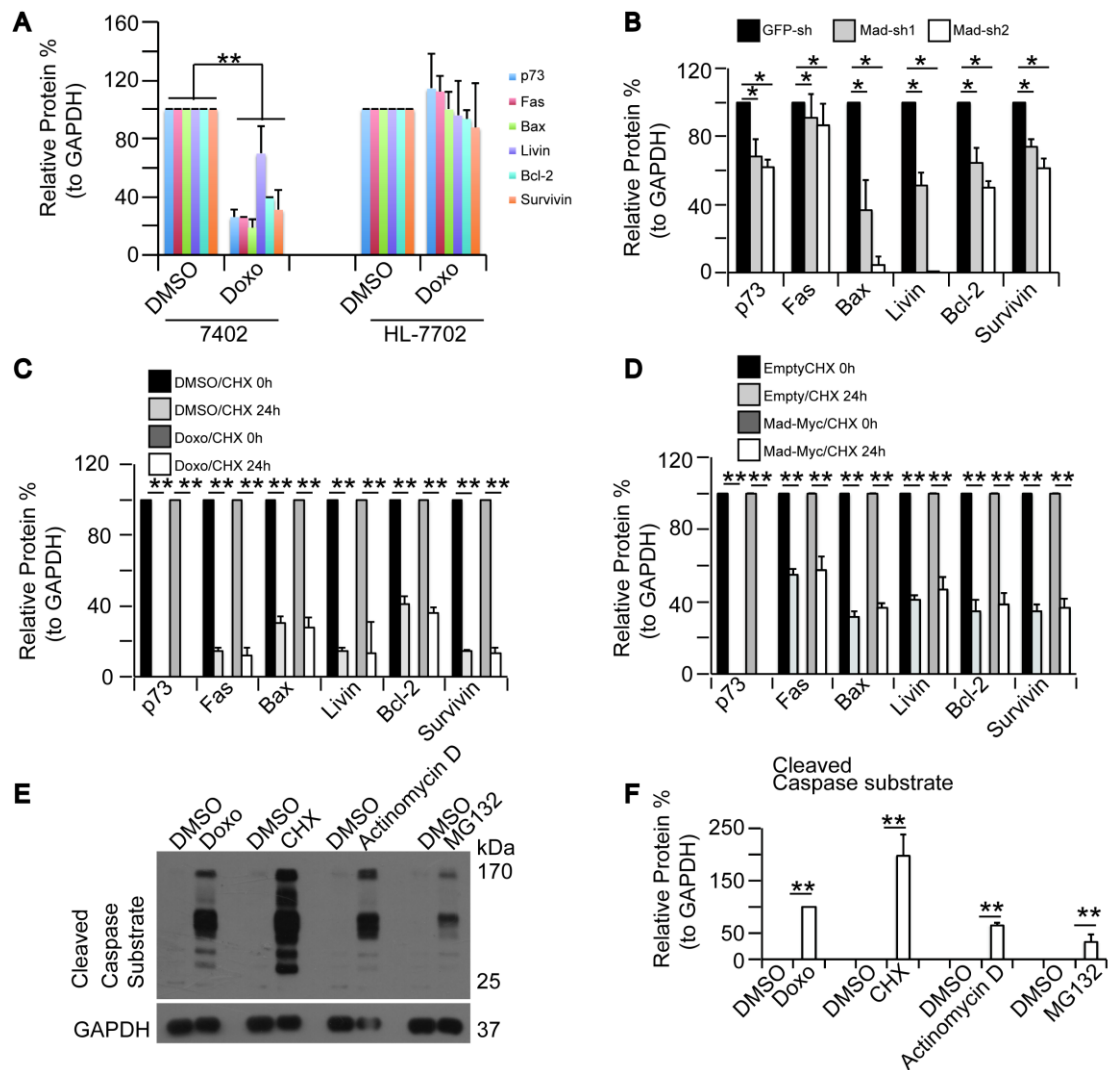 A
160
120
80
40
0
Relative Protein %
(to GAPDH)
**
p73
Fas
Bax
Livin
Bcl-2
Survivin
DMSO
Doxo
DMSO
Doxo
7402
HL-7702
B
GFP-sh
Mad-sh1
Mad-sh2
120
80
40
0
Relative Protein %
(to GAPDH)
* * * * * *
* * * * * *
p73
Fas
Bax
Livin
Bcl-2
Survivin
C
DMSO/CHX 0h
DMSO/CHX 24h
Doxo/CHX 0h
Doxo/CHX 24h
120
80
40
0
Relative Protein %
(to GAPDH)
** ** ** ** ** ** ** ** ** ** ** **
p73
Fas
Bax
Livin
Bcl-2
Survivin
D
EmptyCHX 0h
Empty/CHX 24h
Mad-Myc/CHX 0h
Mad-Myc/CHX 24h
120
80
40
0
Relative Protein %
(to GAPDH)
** ** ** ** ** ** ** ** ** ** ** **
p73
Fas
Bax
Livin
Bcl-2
Survivin
E
DMSO
Doxo
DMSO
CHX
DMSO
Actinomycin D
DMSO
MG132
kDa
170
25
37
Cleaved
Caspase
Substrate
GAPDH
F
Cleaved
Caspase substrate
250
150
50
0
Relative Protein %
(to GAPDH)
** ** ** **
DMSO
Doxo
DMSO
CHX
DMSO
Actinomycin D
DMSO
MG132